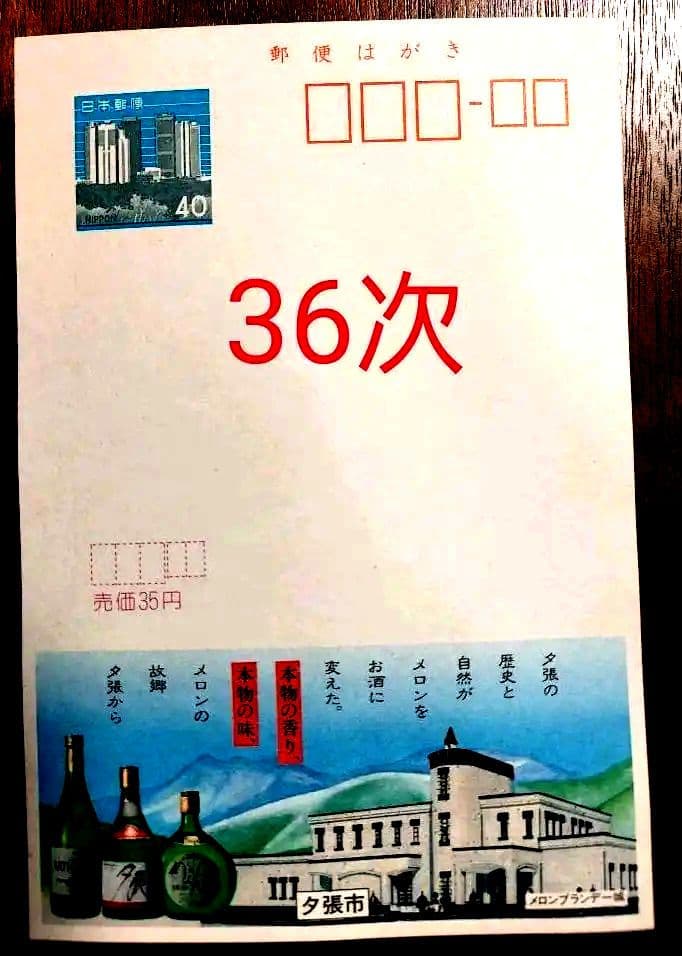 郵便はがき
日本郵便
NIPPON
40
36次
売価35円
夕張の
歴史と
自然が
メロンを
お酒に
変えた。
本物の香り、
本物の味、
メロンの
故郷
夕張から
夕張市
メロンブランデー城